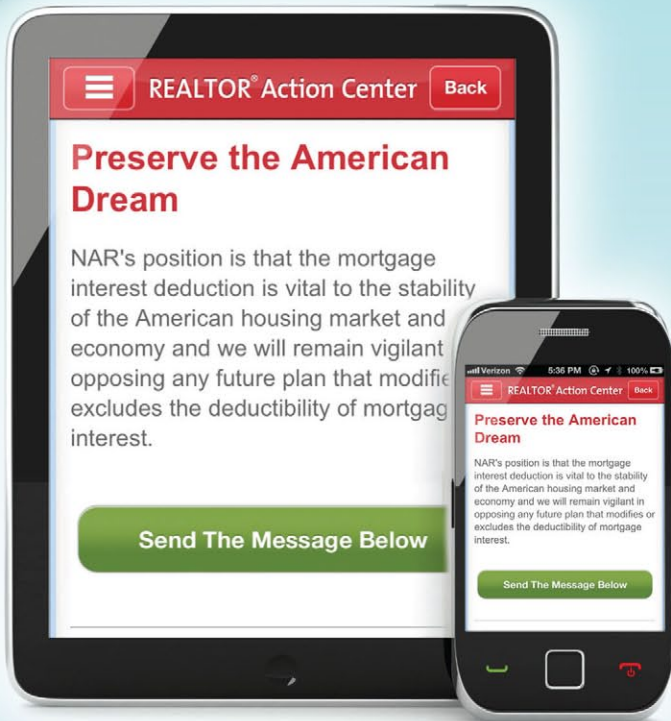 REALTOR® Action Center Back
Preserve the American
Dream
NAR's position is that the mortgage
interest deduction is vital to the stability
of the American housing market and
economy and we will remain vigilant
opposing any future plan that modifie
excludes the deductibility of mortgag
interest.
Send The Message Below
Verizon 5:36 PM 100%
REALTOR® Action Center Back
Preserve the American
Dream
NAR's position is that the mortgage
interest deduction is vital to the stability
of the American housing market and
economy and we will remain vigilant in
opposing any future plan that modifies or
excludes the deductibility of mortgage
interest.
Send The Message Below